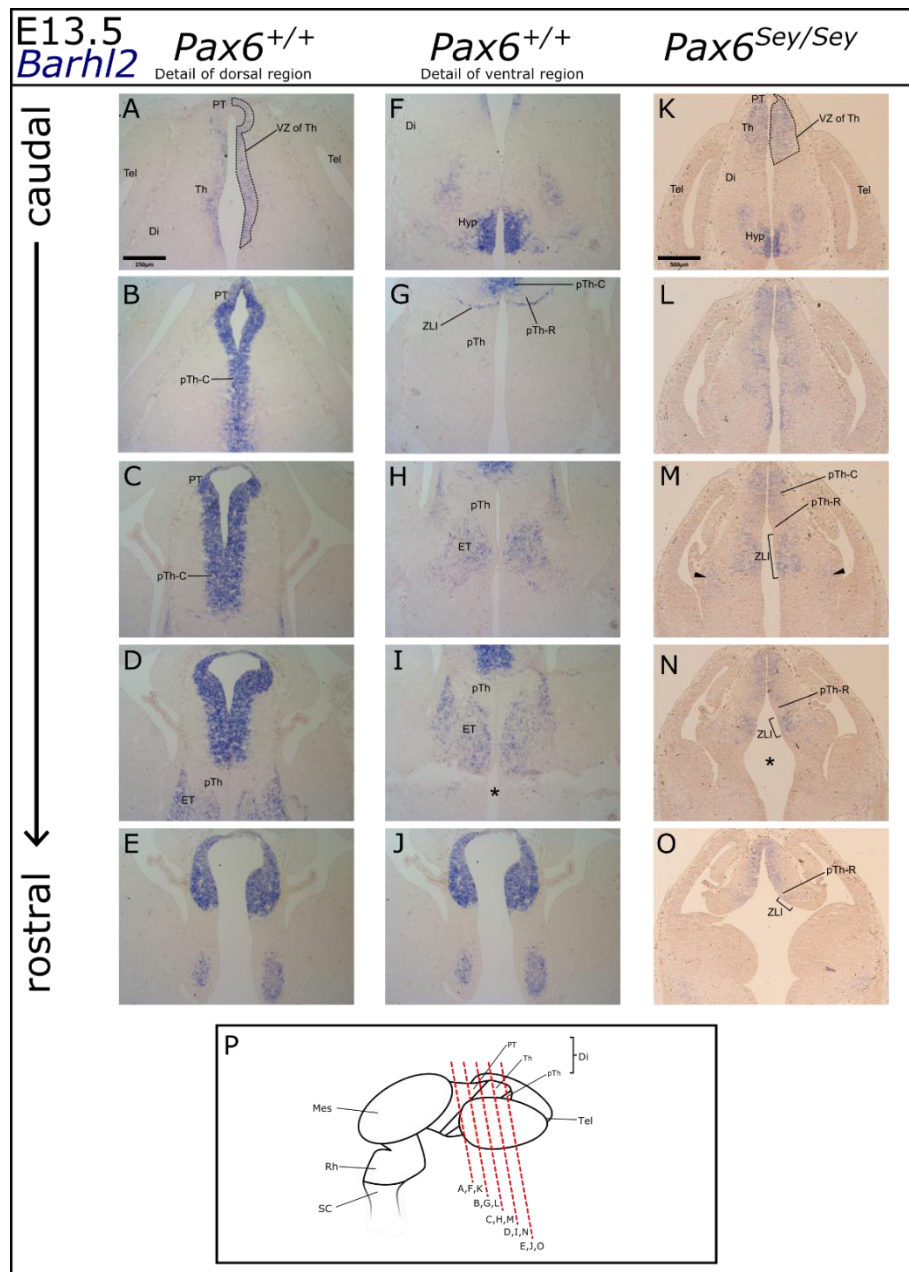 E13.5
Barhl2
Pax6+/+
Detail of dorsal region
Pax6+/+
Detail of ventral region
Pax6Sey/Sey
caudal
rostral
A
PT
VZ of Th
Tel
Tel
Th
Di
250μm
F
Di
Hyp
K
PT
Th
VZ of Th
Tel
Di
Tel
Hyp
500μm
B
PT
pTh-C
G
pTh-C
ZLI
pTh-R
pTh
L
C
PT
pTh-C
H
pTh
ET
M
pTh-C
pTh-R
ZLI
D
pTh
ET
I
pTh
ET
*
N
pTh-R
ZLI
*
E
J
O
pTh-R
ZLI
P
PT
Th
pTh
Di
Mes
Tel
Rh
SC
A,F,K
B,G,L
C,H,M
D,I,N
E,J,O